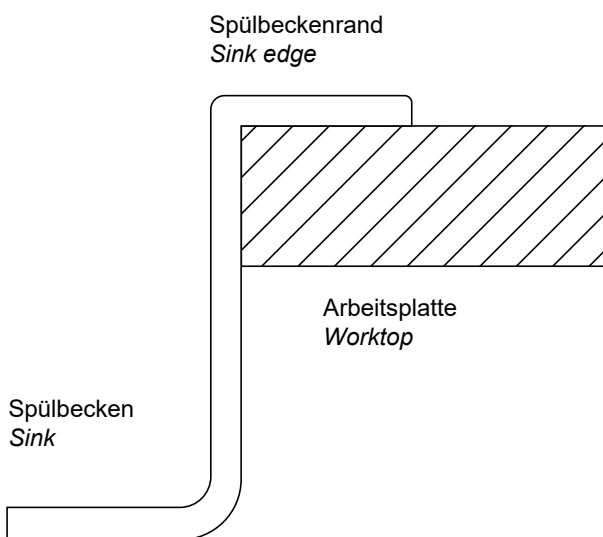 Spülbeckenrand
Sink edge
Arbeitsplatte
Worktop
Spülbecken
Sink